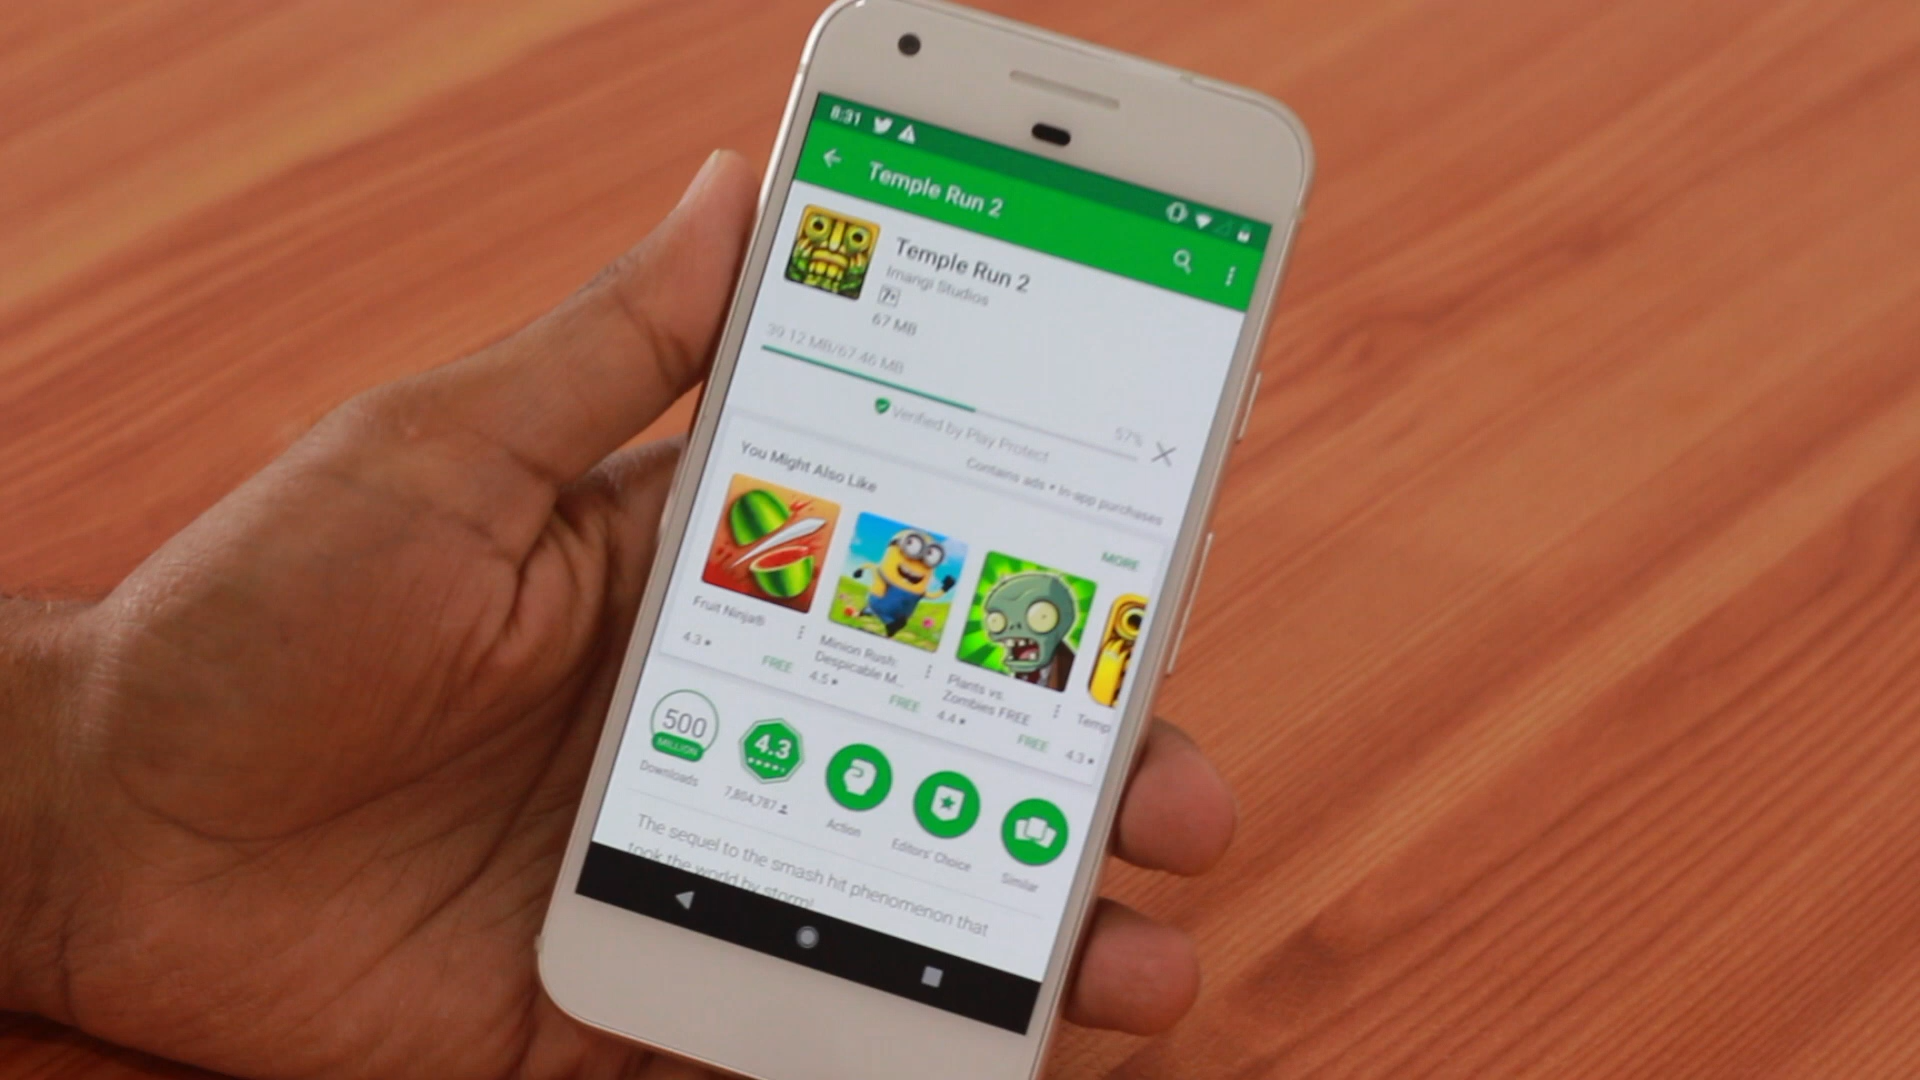 8:31
Temple Run 2
Temple Run 2
Imangi Studios
7+
67 MB
39.12 MB/67.46 MB
57%
Verified by Play Protect
Contains ads • In-app purchases
You Might Also Like
MORE
Fruit Ninja®
4.3
FREE
Minion Rush:
Despicable M...
4.5
FREE
Plants vs.
Zombies FREE
4.4
FREE
Temp
4.3
500
MILLION
Downloads
4.3
7,804,787
Action
Editors' Choice
Similar
The sequel to the smash hit phenomenon that
took the world by storm!